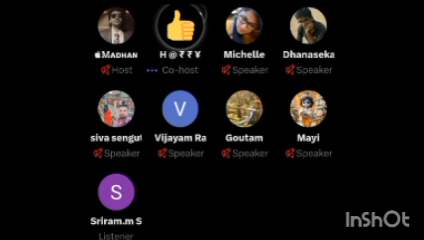 MADHAN H @ ₹ ₹ ¥ Michelle Dhanaseka
Host Co-host Speaker Speaker
V
siva sengut Vijayam Ra Goutam Mayi
Speaker Speaker Speaker Speaker
S
Sriram.m S
Listener
InShOt